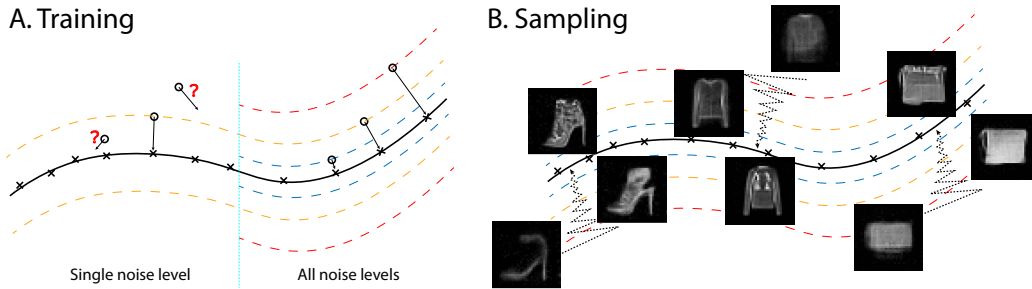 A. Training
B. Sampling
?
?
Single noise level
All noise levels